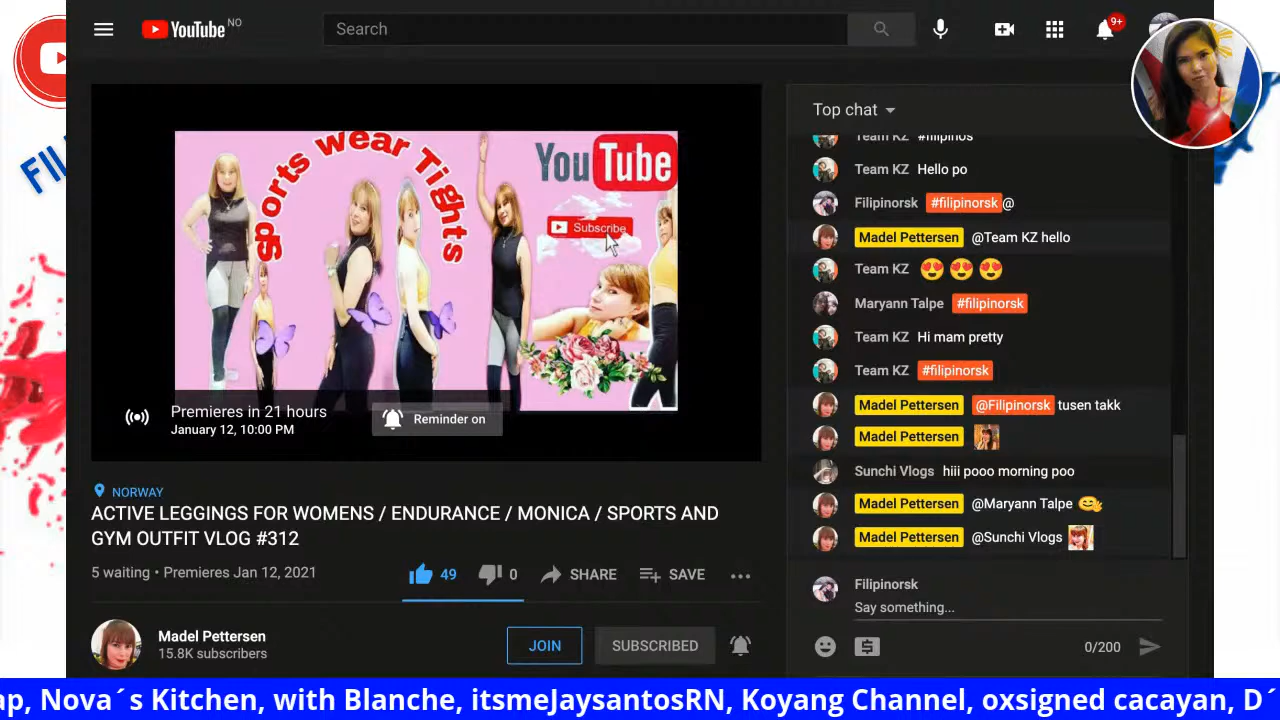 YouTube NO
Search
9+
FIL
sports wear Tights
YouTube
Subscribe
Premieres in 21 hours
January 12, 10:00 PM
Reminder on
NORWAY
ACTIVE LEGGINGS FOR WOMENS / ENDURANCE / MONICA / SPORTS AND
GYM OUTFIT VLOG #312
5 waiting • Premieres Jan 12, 2021
49
0
SHARE
SAVE
Madel Pettersen
15.8K subscribers
JOIN
SUBSCRIBED
Top chat
Team KZ #filipinos
Team KZ Hello po
Filipinorsk #filipinorsk@
Madel Pettersen @Team KZ hello
Team KZ 😍😍😍
Maryann Talpe #filipinorsk
Team KZ Hi mam pretty
Team KZ #filipinorsk
Madel Pettersen @Filipinorsk tusen takk
Madel Pettersen
Sunchi Vlogs hiii pooo morning poo
Madel Pettersen @Maryann Talpe
Madel Pettersen @Sunchi Vlogs
Filipinorsk
Say something...
0/200
ap, Nova´s Kitchen, with Blanche, itsmeJaysantosRN, Koyang Channel, oxsigned cacayan, D´